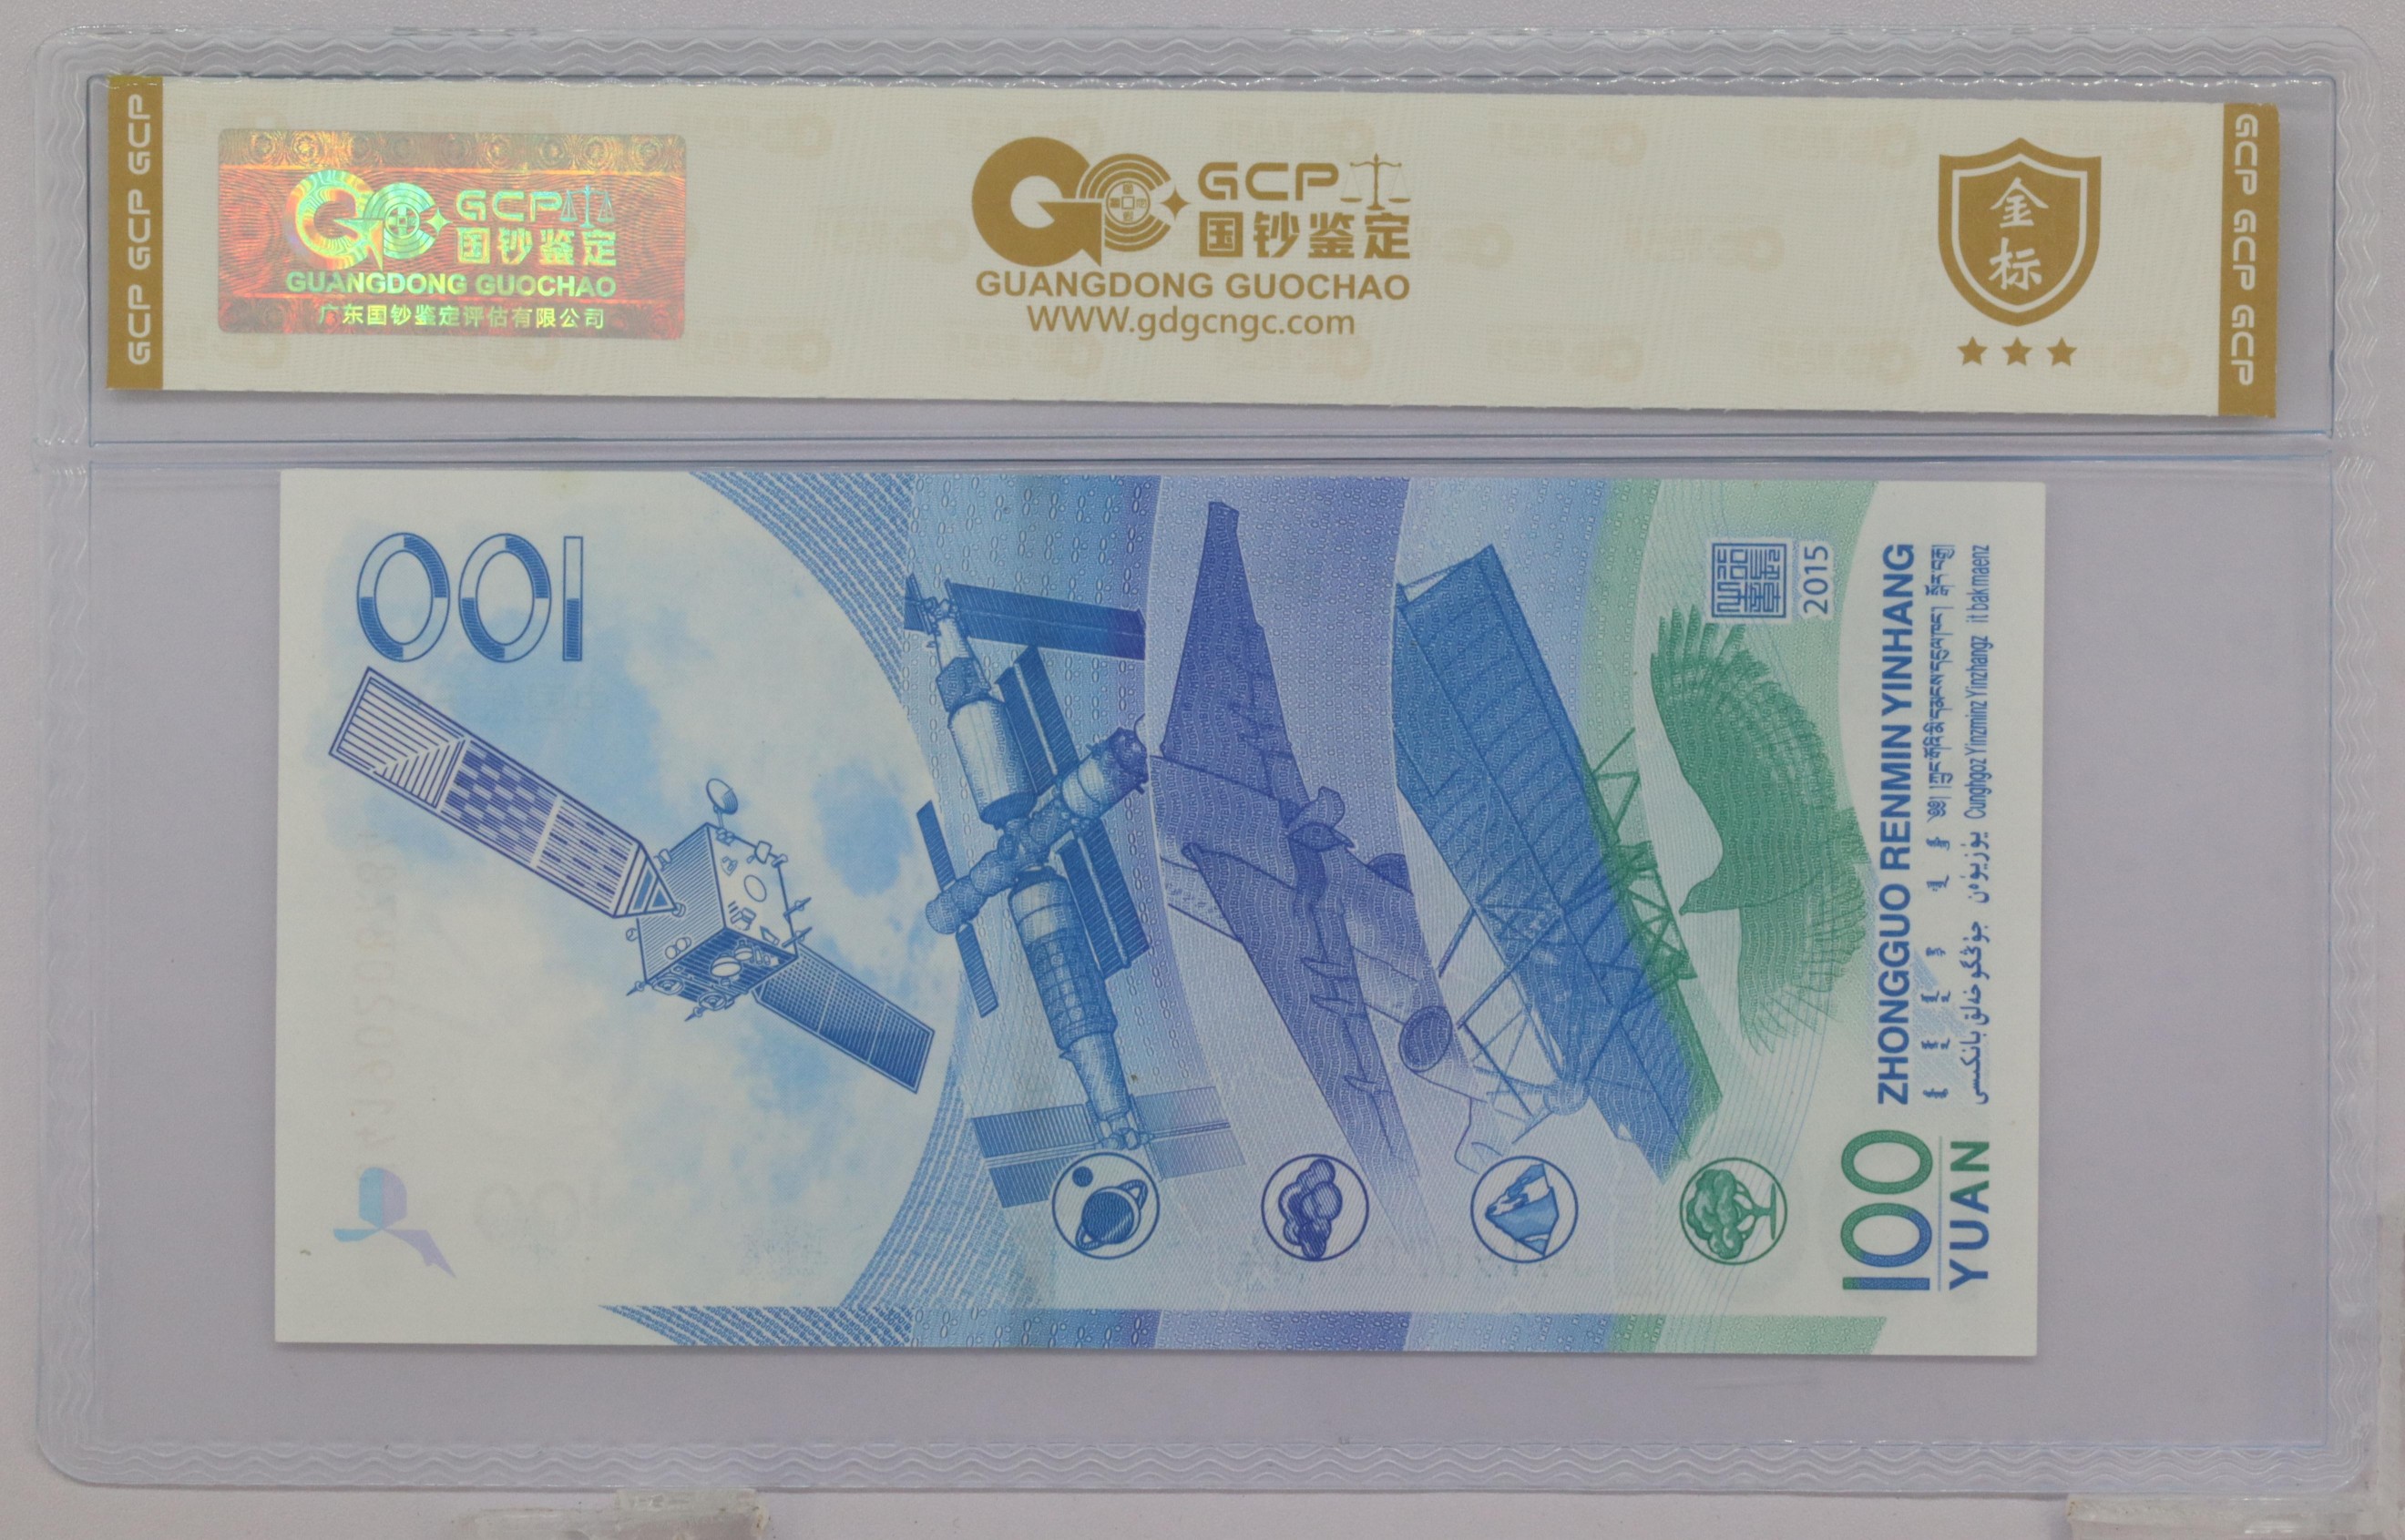 GCP GCP GCP
GCP
国钞鉴定
GUANGDONG GUOCHAO
广东国钞鉴定评估有限公司
GCP
国钞鉴定
GUANGDONG GUOCHAO
WWW.gdgcngc.com
金
标
GCP GCP GCP
100
2015
ZHONGGUO RENMIN YINHANG
Cunghgoz Yinzminz Yinzhangz it bakmaenz
100
YUAN